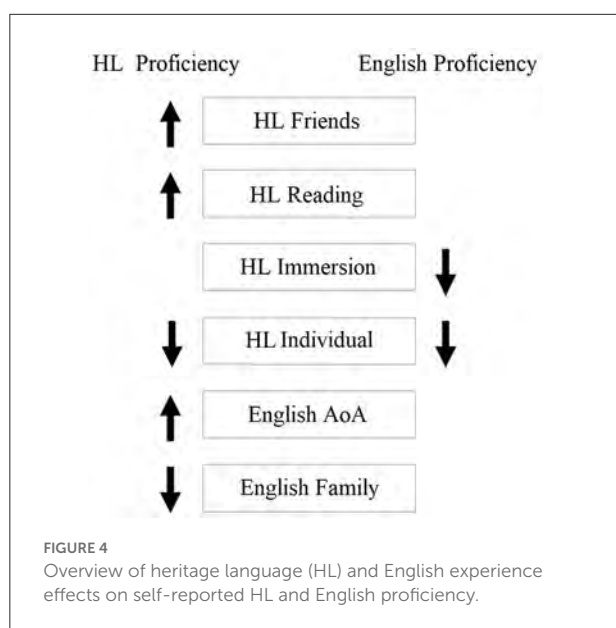 HL Proficiency English Proficiency
HL Friends
HL Reading
HL Immersion
HL Individual
English AoA
English Family
FIGURE 4
Overview of heritage language (HL) and English experience
effects on self-reported HL and English proficiency.